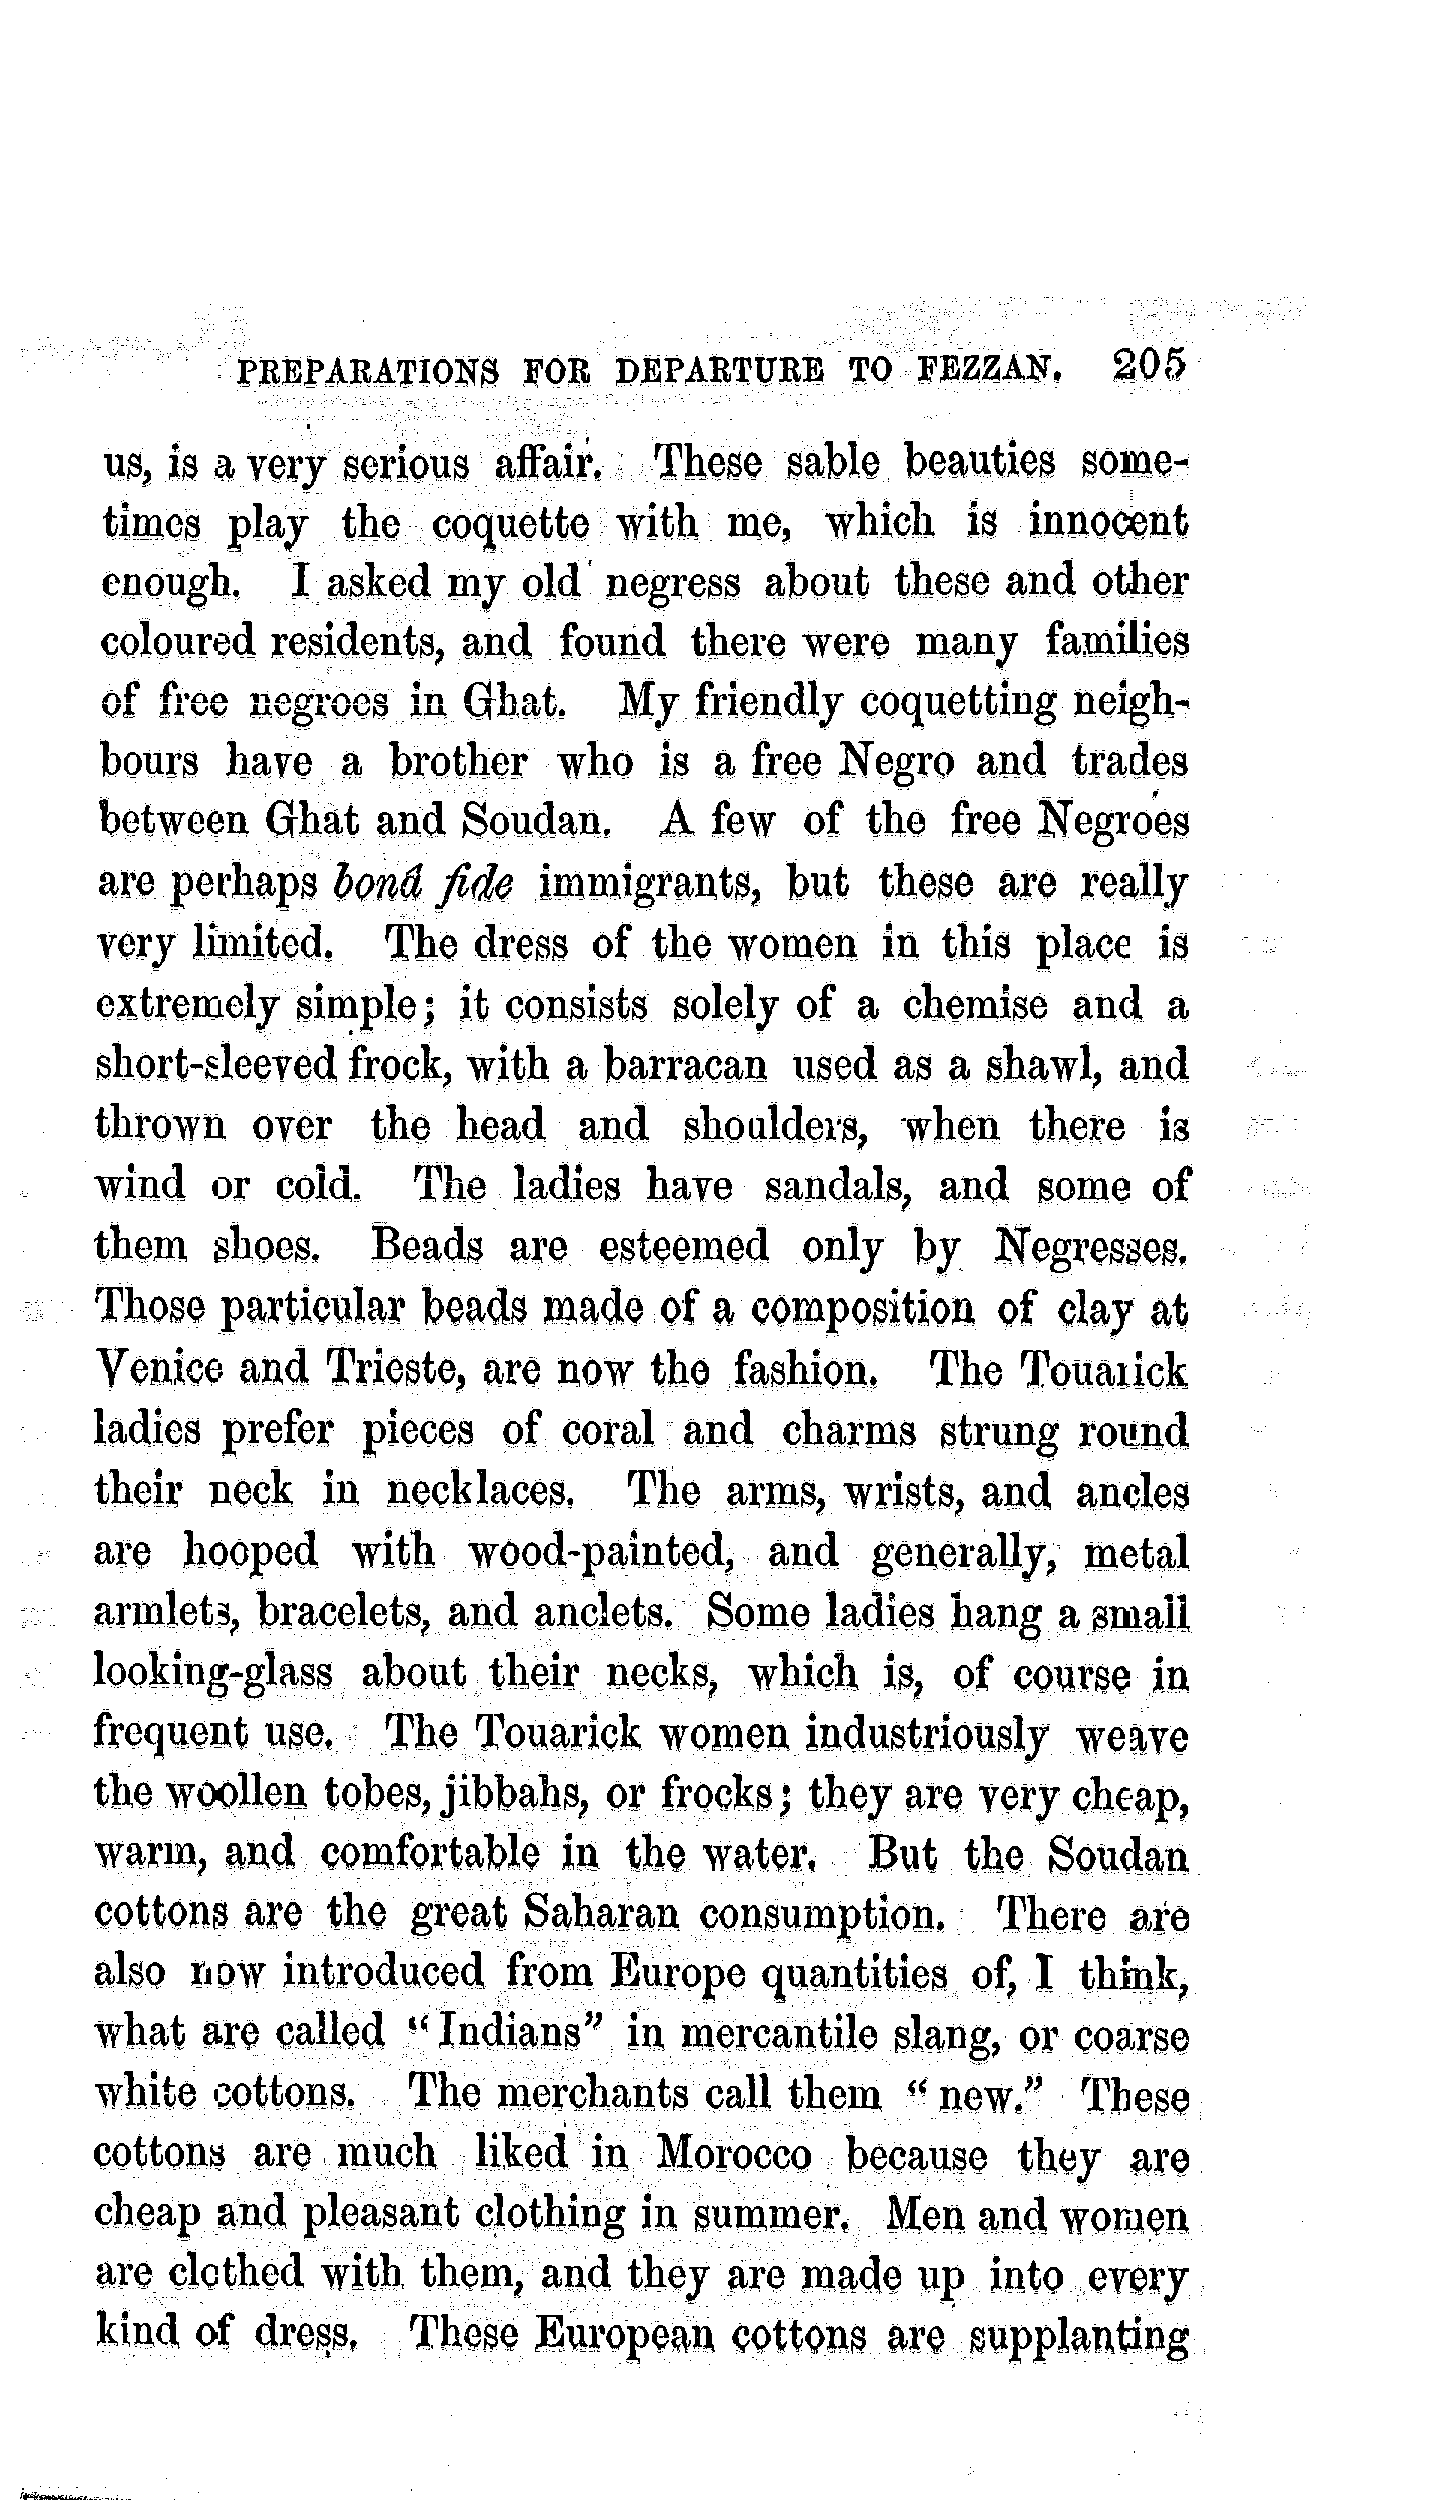 PREPARATIONS FOR DEPARTURE TO FEZZAN. 205
us, is a very serious affair. These sable beauties some-
times play the coquette with me, which is innocent
enough. I asked my old negress about these and other
coloured residents, and found there were many families
of free negroes in Ghat. My friendly coquetting neigh-
bours have a brother who is a free Negro and trades
between Ghat and Soudan. A few of the free Negroes
are perhaps bonâ fide immigrants, but these are really
very limited. The dress of the women in this place is
extremely simple; it consists solely of a chemise and a
short-sleeved frock, with a barracan used as a shawl, and
thrown over the head and shoulders, when there is
wind or cold. The ladies have sandals, and some of
them shoes. Beads are esteemed only by Negresses.
Those particular beads made of a composition of clay at
Venice and Trieste, are now the fashion. The Touarick
ladies prefer pieces of coral and charms strung round
their neck in necklaces. The arms, wrists, and ancles
are hooped with wood-painted, and generally, metal
armlets, bracelets, and anclets. Some ladies hang a small
looking-glass about their necks, which is, of course in
frequent use. The Touarick women industriously weave
the woollen tobes, jibbahs, or frocks; they are very cheap,
warm, and comfortable in the water. But the Soudan
cottons are the great Saharan consumption. There are
also now introduced from Europe quantities of, I think,
what are called "Indians" in mercantile slang, or coarse
white cottons. The merchants call them "new." These
cottons are much liked in Morocco because they are
cheap and pleasant clothing in summer. Men and women
are clothed with them, and they are made up into every
kind of dress. These European cottons are supplanting